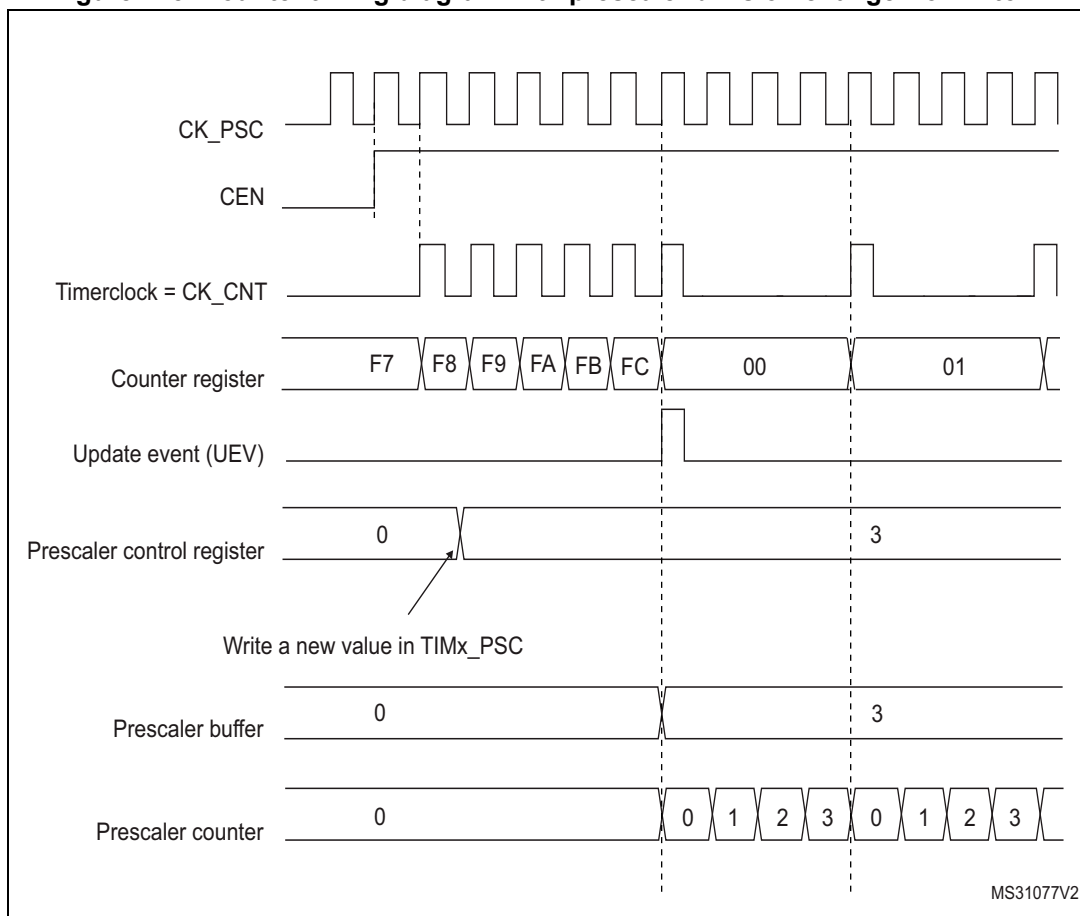 CK_PSC
CEN
Timerclock = CK_CNT
Counter register
F7 F8 F9 FA FB FC 00 01
Update event (UEV)
Prescaler control register
0 3
Write a new value in TIMx_PSC
Prescaler buffer
0 3
Prescaler counter
0 0 1 2 3 0 1 2 3
MS31077V2